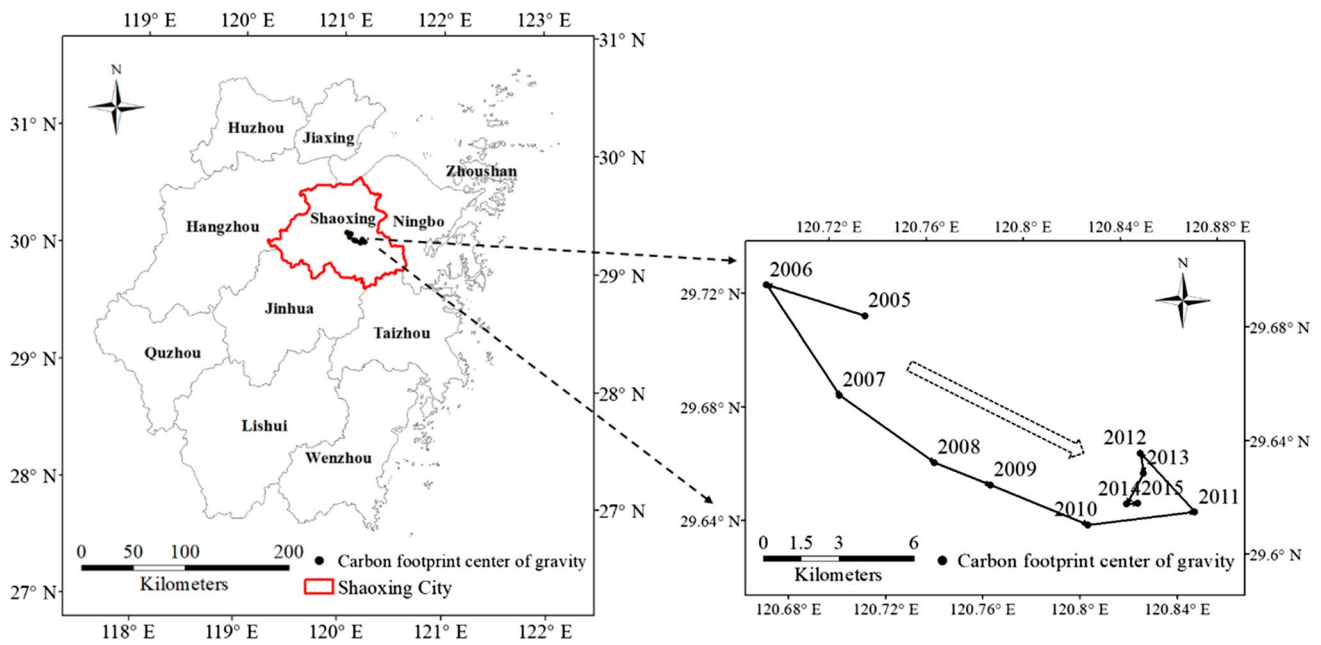 119° E 120° E 121° E 122° E 123° E
31° N
N
31° N
Huzhou
Jiaxing
30° N
Zhoushan
Shaoxing
Ningbo
Hangzhou
30° N
29° N
Jinhua
Taizhou
Quzhou
29° N
28° N
Lishui
Wenzhou
28° N
27° N
0 50 100 200
Kilometers
Carbon footprint center of gravity
Shaoxing City
27° N
118° E 119° E 120° E 121° E 122° E
120.72° E 120.76° E 120.8° E 120.84° E 120.88° E
2006
N
29.72° N
2005
29.68° N
2007
29.68° N
2012
29.64° N
2008
2013
2009
2014
2015
2011
2010
29.64° N
0 1.5 3 6
Kilometers
Carbon footprint center of gravity
29.6° N
120.68° E 120.72° E 120.76° E 120.8° E 120.84° E